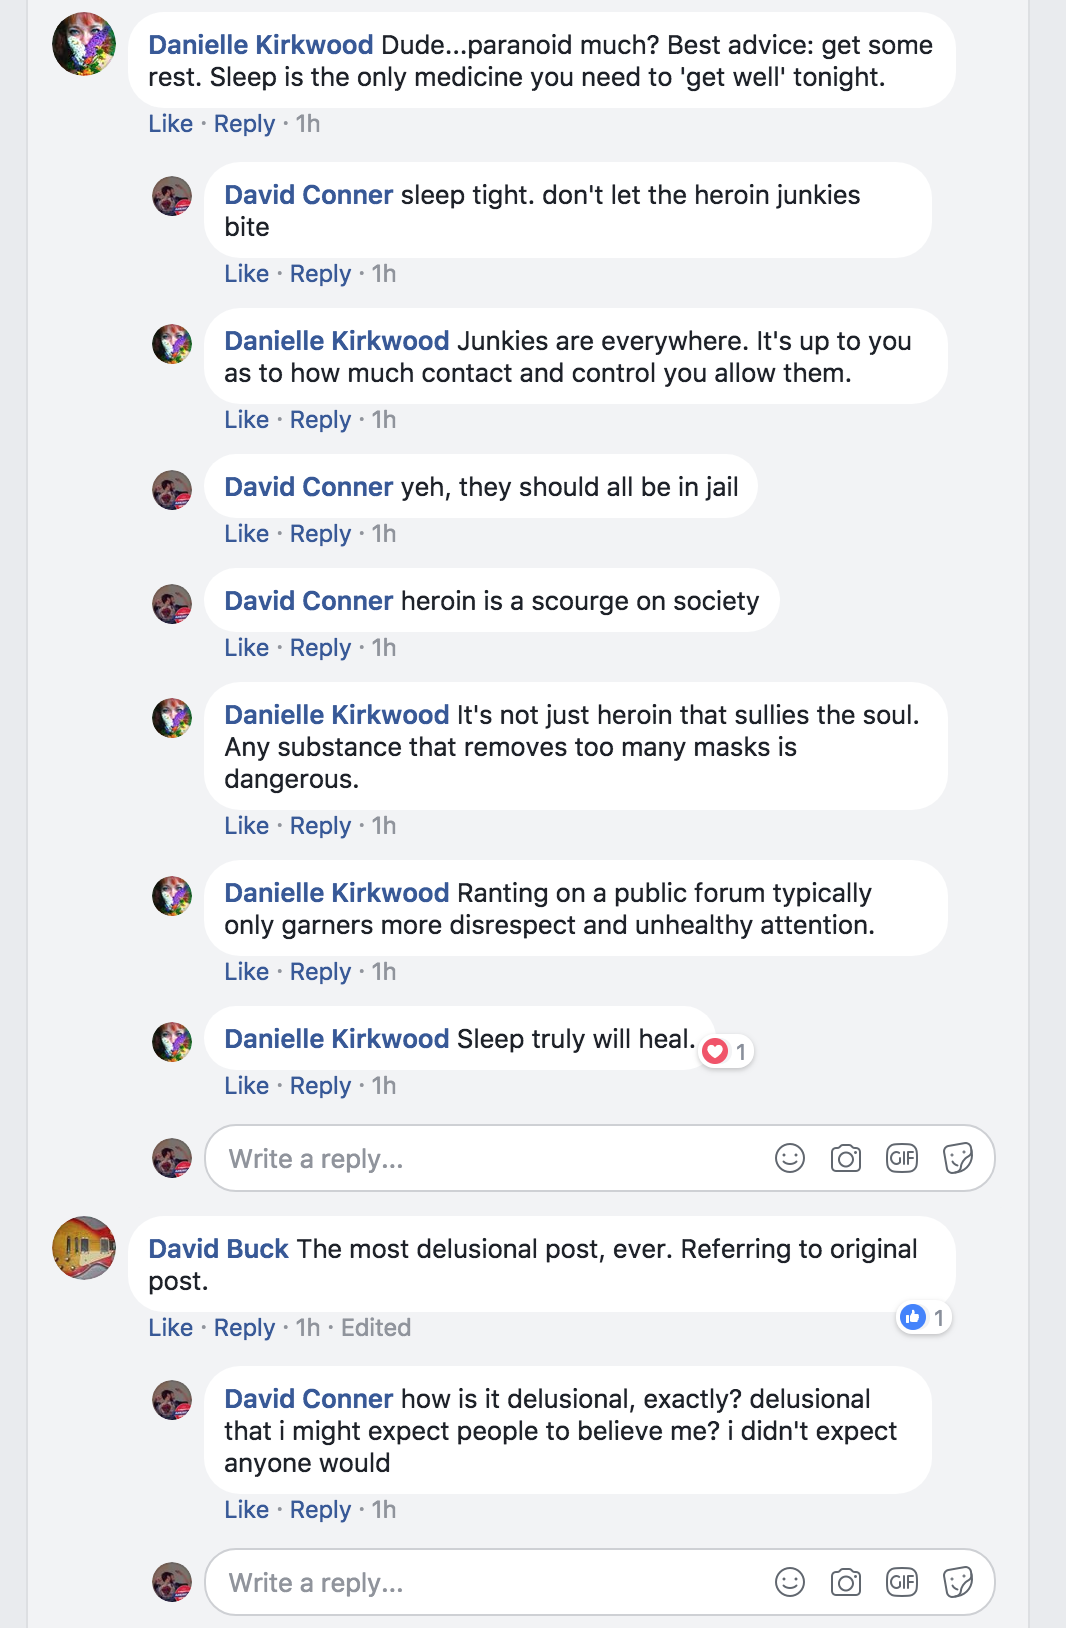 Danielle Kirkwood Dude...paranoid much? Best advice: get some
rest. Sleep is the only medicine you need to 'get well' tonight.
Like · Reply · 1h
David Conner sleep tight. don't let the heroin junkies
bite
Like · Reply · 1h
Danielle Kirkwood Junkies are everywhere. It's up to you
as to how much contact and control you allow them.
Like · Reply · 1h
David Conner yeh, they should all be in jail
Like · Reply · 1h
David Conner heroin is a scourge on society
Like · Reply · 1h
Danielle Kirkwood It's not just heroin that sullies the soul.
Any substance that removes too many masks is
dangerous.
Like · Reply · 1h
Danielle Kirkwood Ranting on a public forum typically
only garners more disrespect and unhealthy attention.
Like · Reply · 1h
Danielle Kirkwood Sleep truly will heal.
1
Like · Reply · 1h
Write a reply...
GIF
David Buck The most delusional post, ever. Referring to original
post.
1
Like · Reply · 1h · Edited
David Conner how is it delusional, exactly? delusional
that i might expect people to believe me? i didn't expect
anyone would
Like · Reply · 1h
Write a reply...
GIF